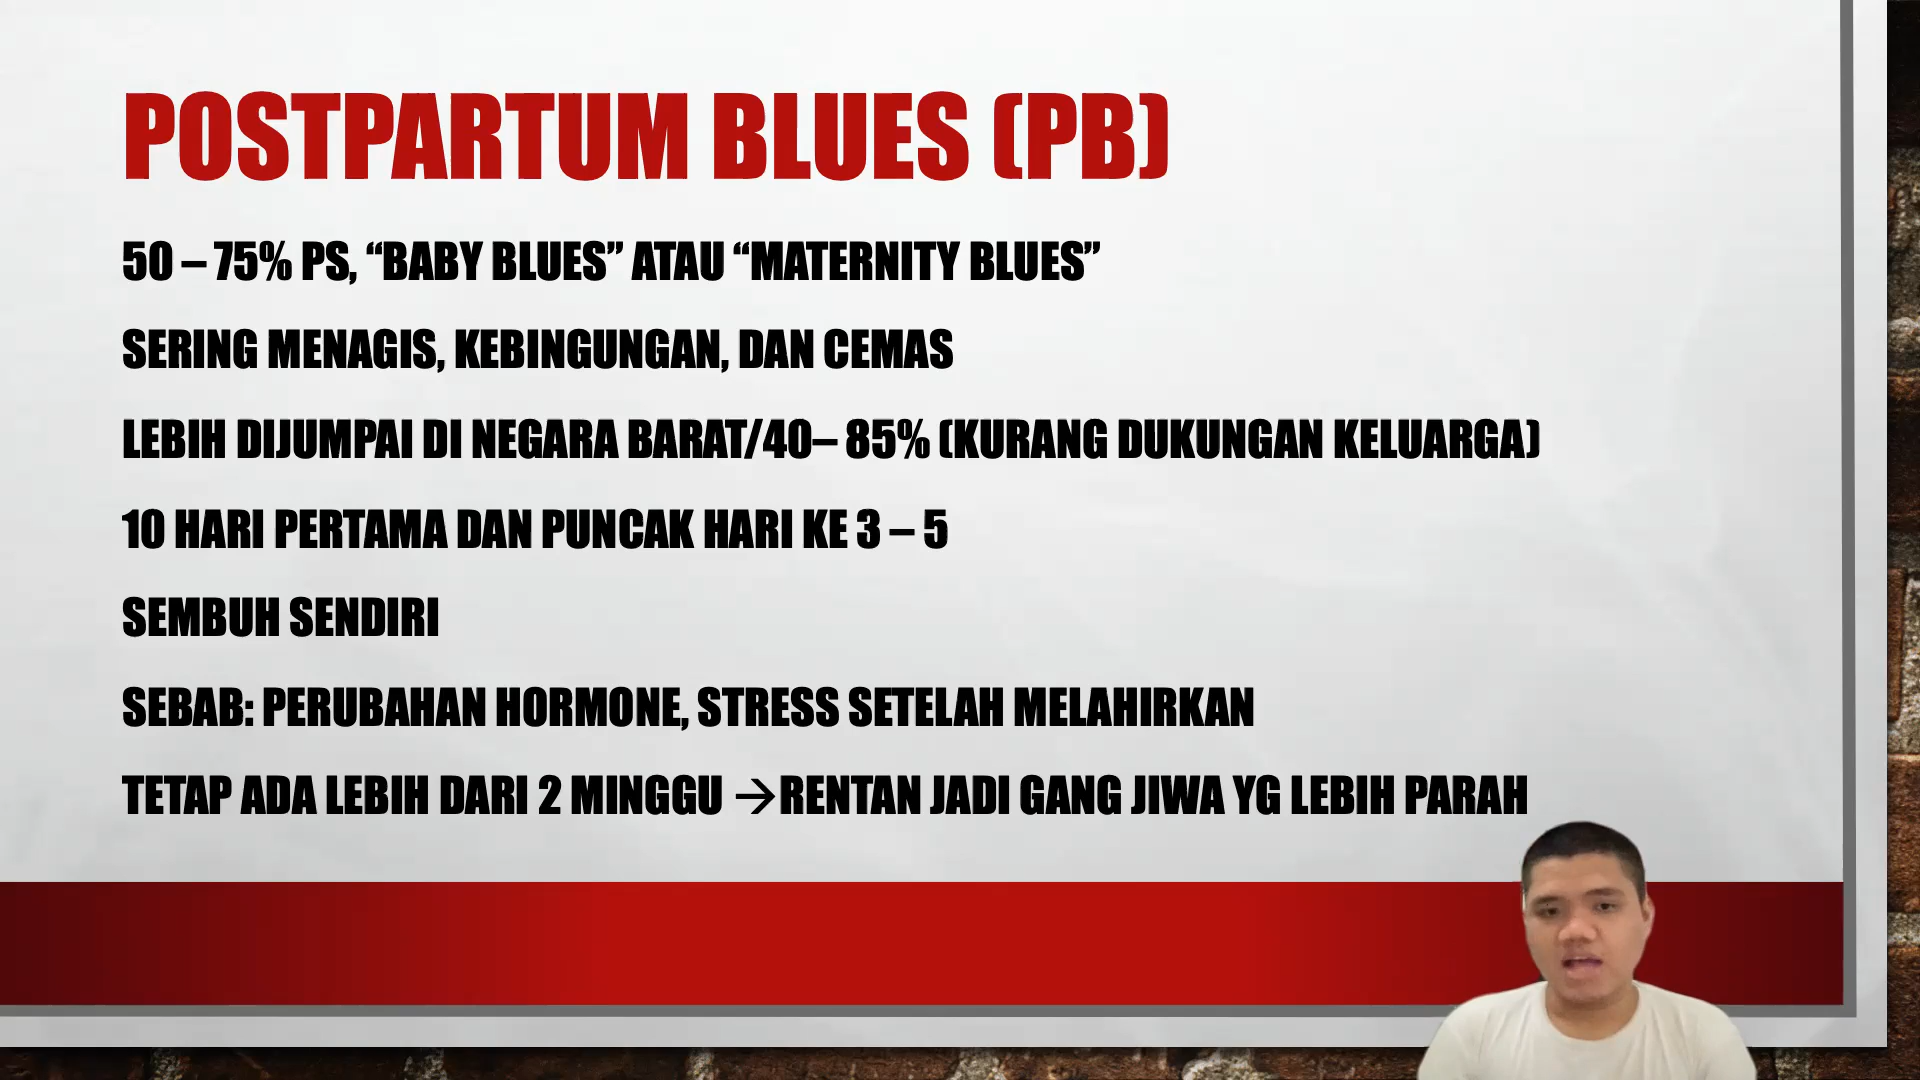 POSTPARTUM BLUES (PB)
50 – 75% PS, “BABY BLUES” ATAU “MATERNITY BLUES”
SERING MENAGIS, KEBINGUNGAN, DAN CEMAS
LEBIH DIJUMPAI DI NEGARA BARAT/40– 85% (KURANG DUKUNGAN KELUARGA)
10 HARI PERTAMA DAN PUNCAK HARI KE 3 – 5
SEMBUH SENDIRI
SEBAB: PERUBAHAN HORMONE, STRESS SETELAH MELAHIRKAN
TETAP ADA LEBIH DARI 2 MINGGU →RENTAN JADI GANG JIWA YG LEBIH PARAH